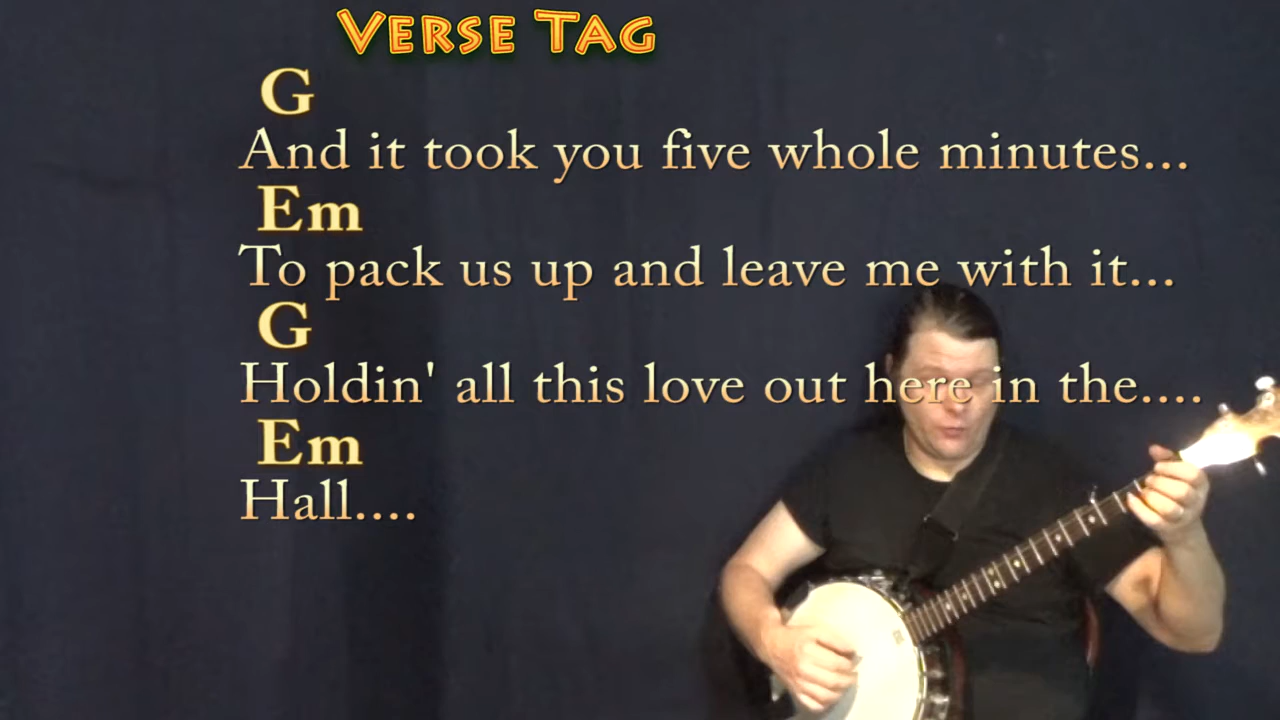 VERSE TAG
G
And it took you five whole minutes...
Em
To pack us up and leave me with it...
G
Holdin' all this love out here in the....
Em
Hall....